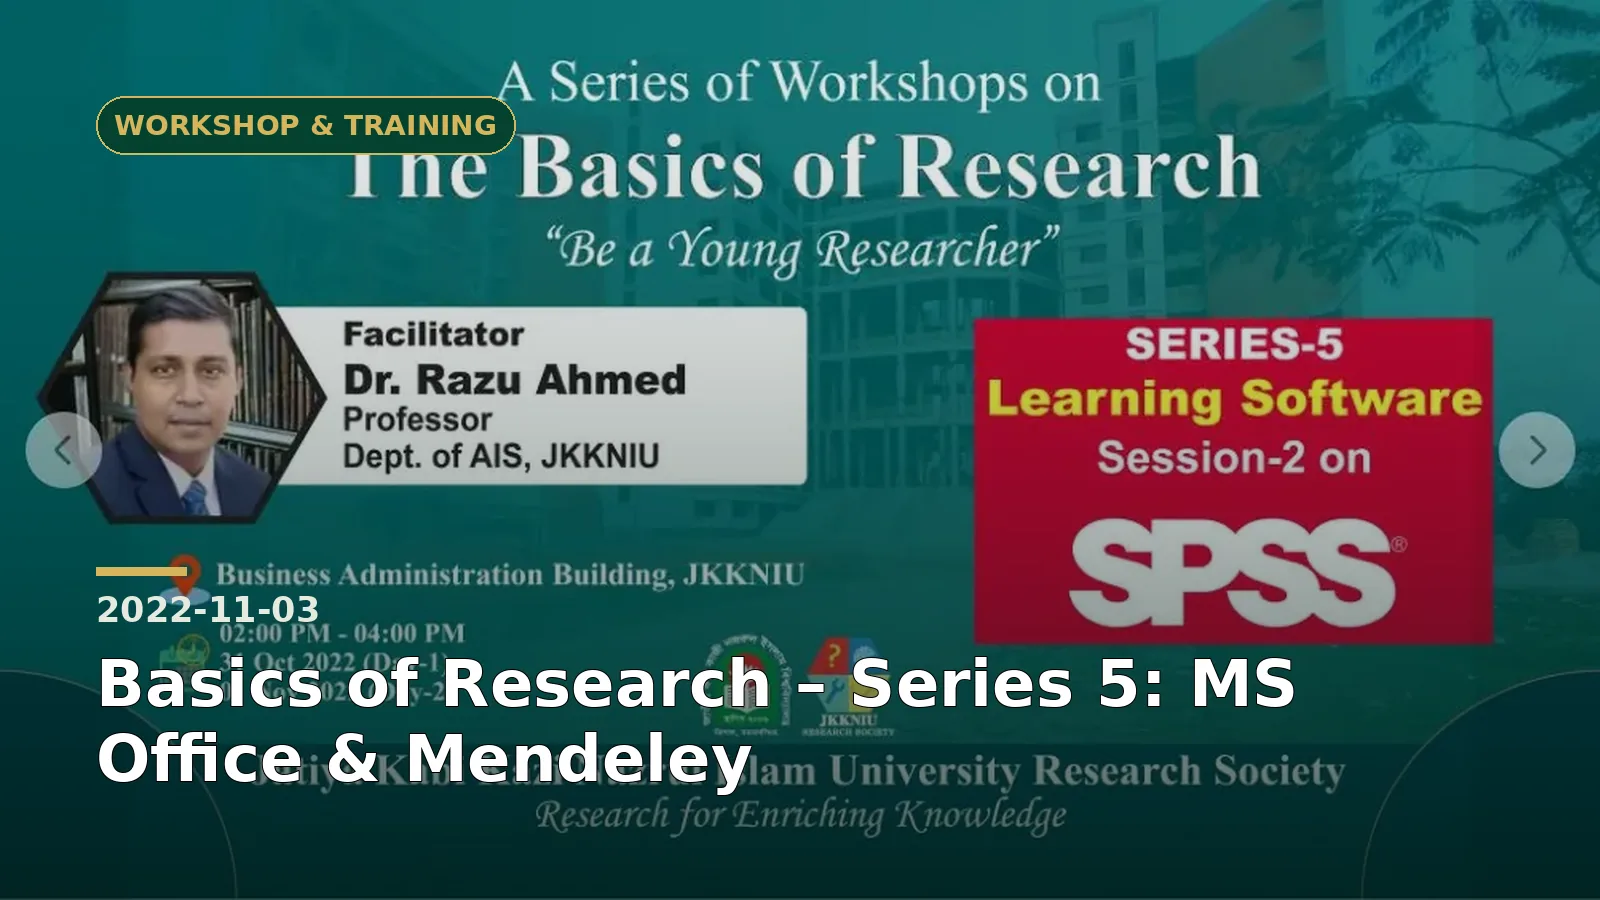 A Series of Workshops on
WORKSHOP & TRAINING
The Basics of Research
“Be a Young Researcher”
Facilitator
Dr. Razu Ahmed
Professor
Dept. of AIS, JKKNIU
SERIES-5
Learning Software
Session-2 on
SPSS®
Business Administration Building, JKKNIU
2022-11-03
02:00 PM - 04:00 PM
31 Oct 2022
JKKNIU
RESEARCH SOCIETY
Basics of Research – Series 5: MS
Office & Mendeley
Islam University Research Society
Research for Enriching Knowledge